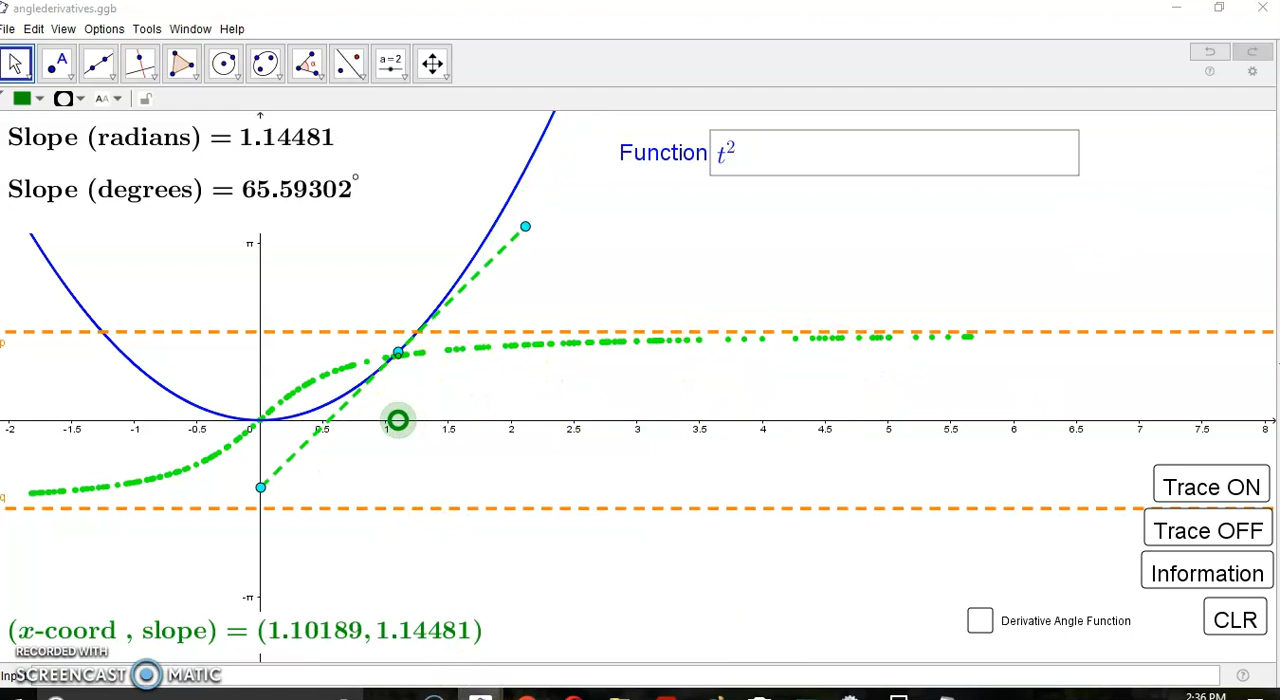 anglederivatives.ggb
File Edit View Options Tools Window Help
A
α
a = 2
AA
Slope (radians) = 1.14481
Slope (degrees) = 65.59302°
Function t²
π
p
-2 -1.5 -1 -0.5 0 0.5 1 1.5 2 2.5 3 3.5 4 4.5 5 5.5 6 6.5 7 7.5 8
q
Trace ON
Trace OFF
Information
-π
(x-coord , slope) = (1.10189, 1.14481)
Derivative Angle Function
CLR
RECORDED WITH
SCREENCAST MATIC
2:36 PM